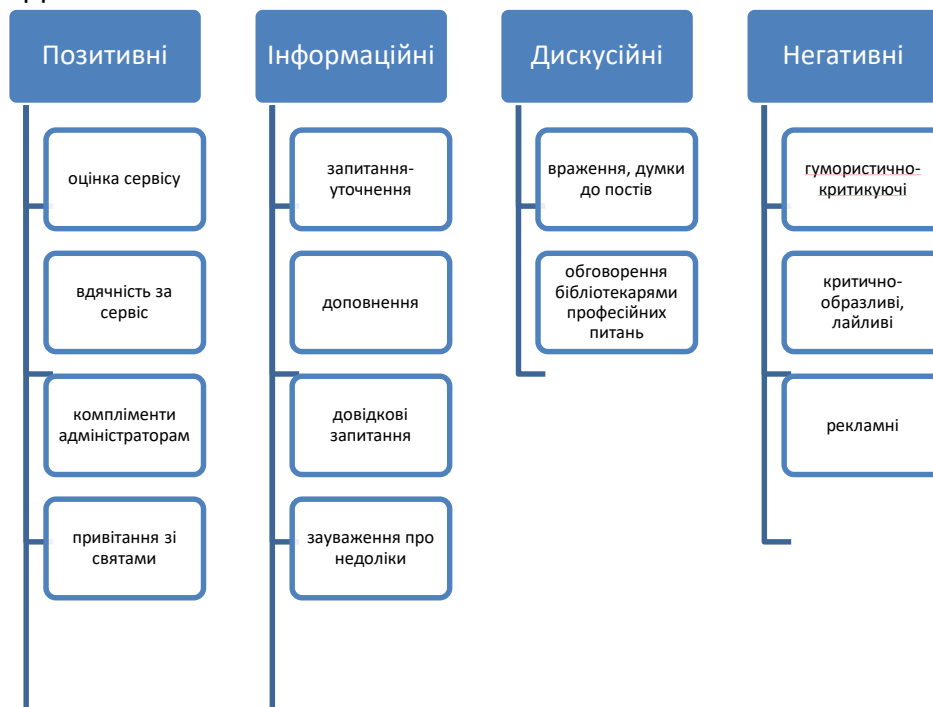 Позитивні
оцінка сервісу
вдячність за
сервіс
компліменти
адміністраторам
привітання зі
святами
Інформаційні
запитання-
уточнення
доповнення
довідкові
запитання
зауваження про
недоліки
Дискусійні
враження, думки
до постів
обговорення
бібліотекарями
професійних
питань
Негативні
гумористично-
критикуючі
критично-
образливі,
лайливі
рекламні